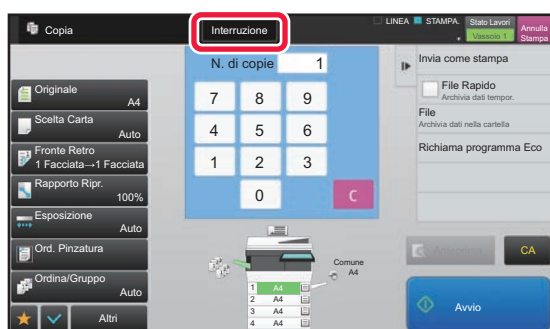 Copia
Interruzione
LINEA
STAMPA.
Stato Lavori
Vassoio 1
Annulla
Stampa
N. di copie
1
7
8
9
4
5
6
1
2
3
0
C
Originale
A4
Scelta Carta
Auto
Fronte Retro
1 Facciata→1 Facciata
Rapporto Ripr.
100%
Esposizione
Auto
Ord. Pinzatura
Ordina/Gruppo
Auto
Altri
Comune
A4
1 A4
2 A4
3 A4
4 A4
Invia come stampa
File Rapido
Archivia dati tempor.
File
Archivia dati nella cartella
Richiama programma Eco
CA
Avvio